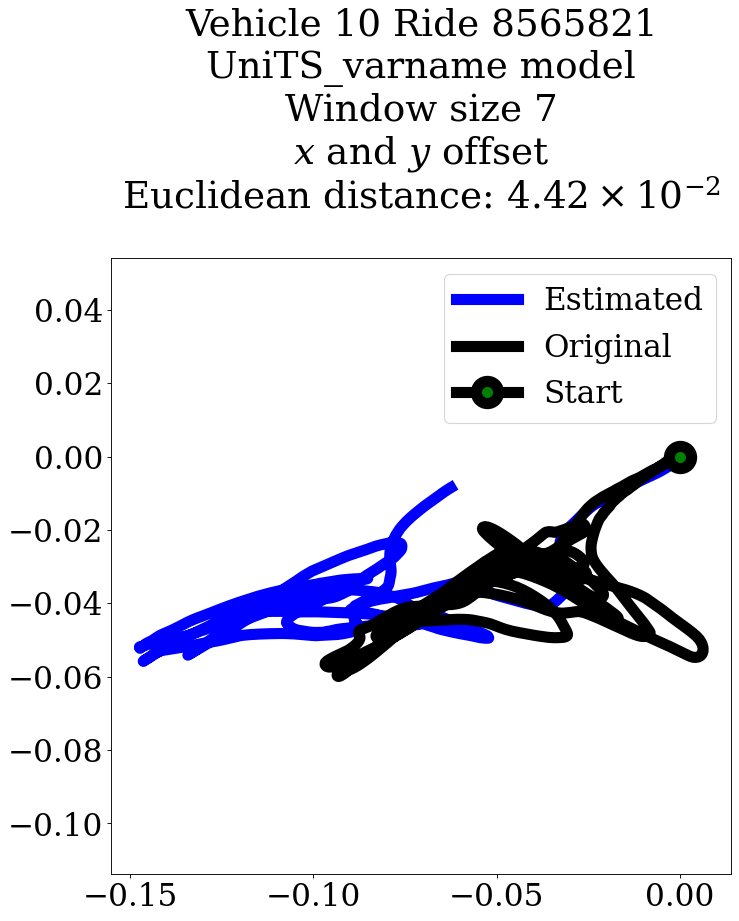 Vehicle 10 Ride 8565821
UniTS_varname model
Window size 7
x and y offset
Euclidean distance: 4.42 × 10⁻²
Estimated
Original
Start
0.04
0.02
0.00
−0.02
−0.04
−0.06
−0.08
−0.10
−0.15
−0.10
−0.05
0.00